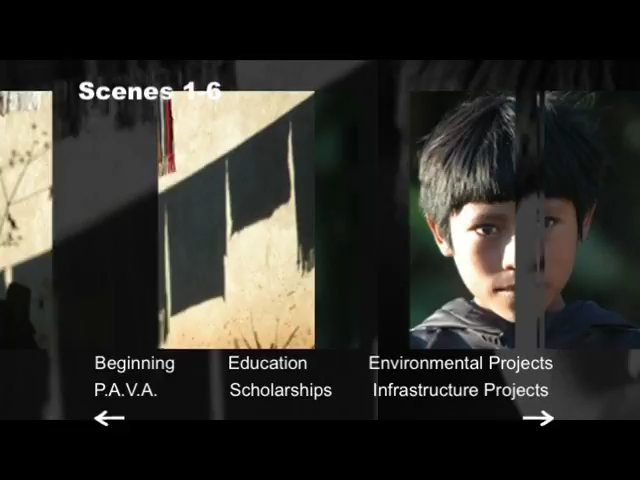 Scenes 1-6
Beginning Education Environmental Projects
P.A.V.A. Scholarships Infrastructure Projects